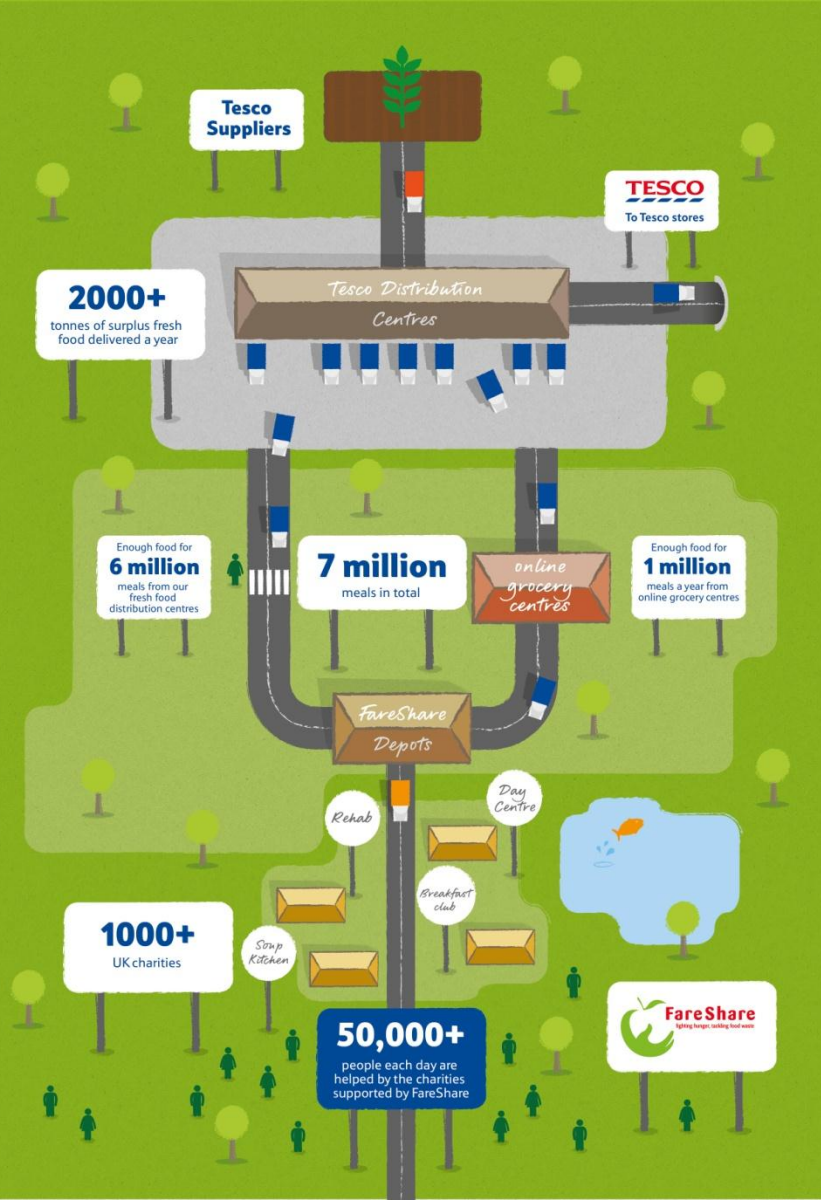 Tesco
Suppliers
TESCO
To Tesco stores
2000+
tonnes of surplus fresh
food delivered a year
Tesco Distribution
Centres
Enough food for
6 million
meals from our
fresh food
distribution centres
7 million
meals in total
online
grocery
centres
Enough food for
1 million
meals a year from
online grocery centres
FareShare
Depots
Rehab
Day
Centre
Breakfast
club
1000+
UK charities
Soup
Kitchen
FareShare
fighting hunger, tackling food waste
50,000+
people each day are
helped by the charities
supported by FareShare